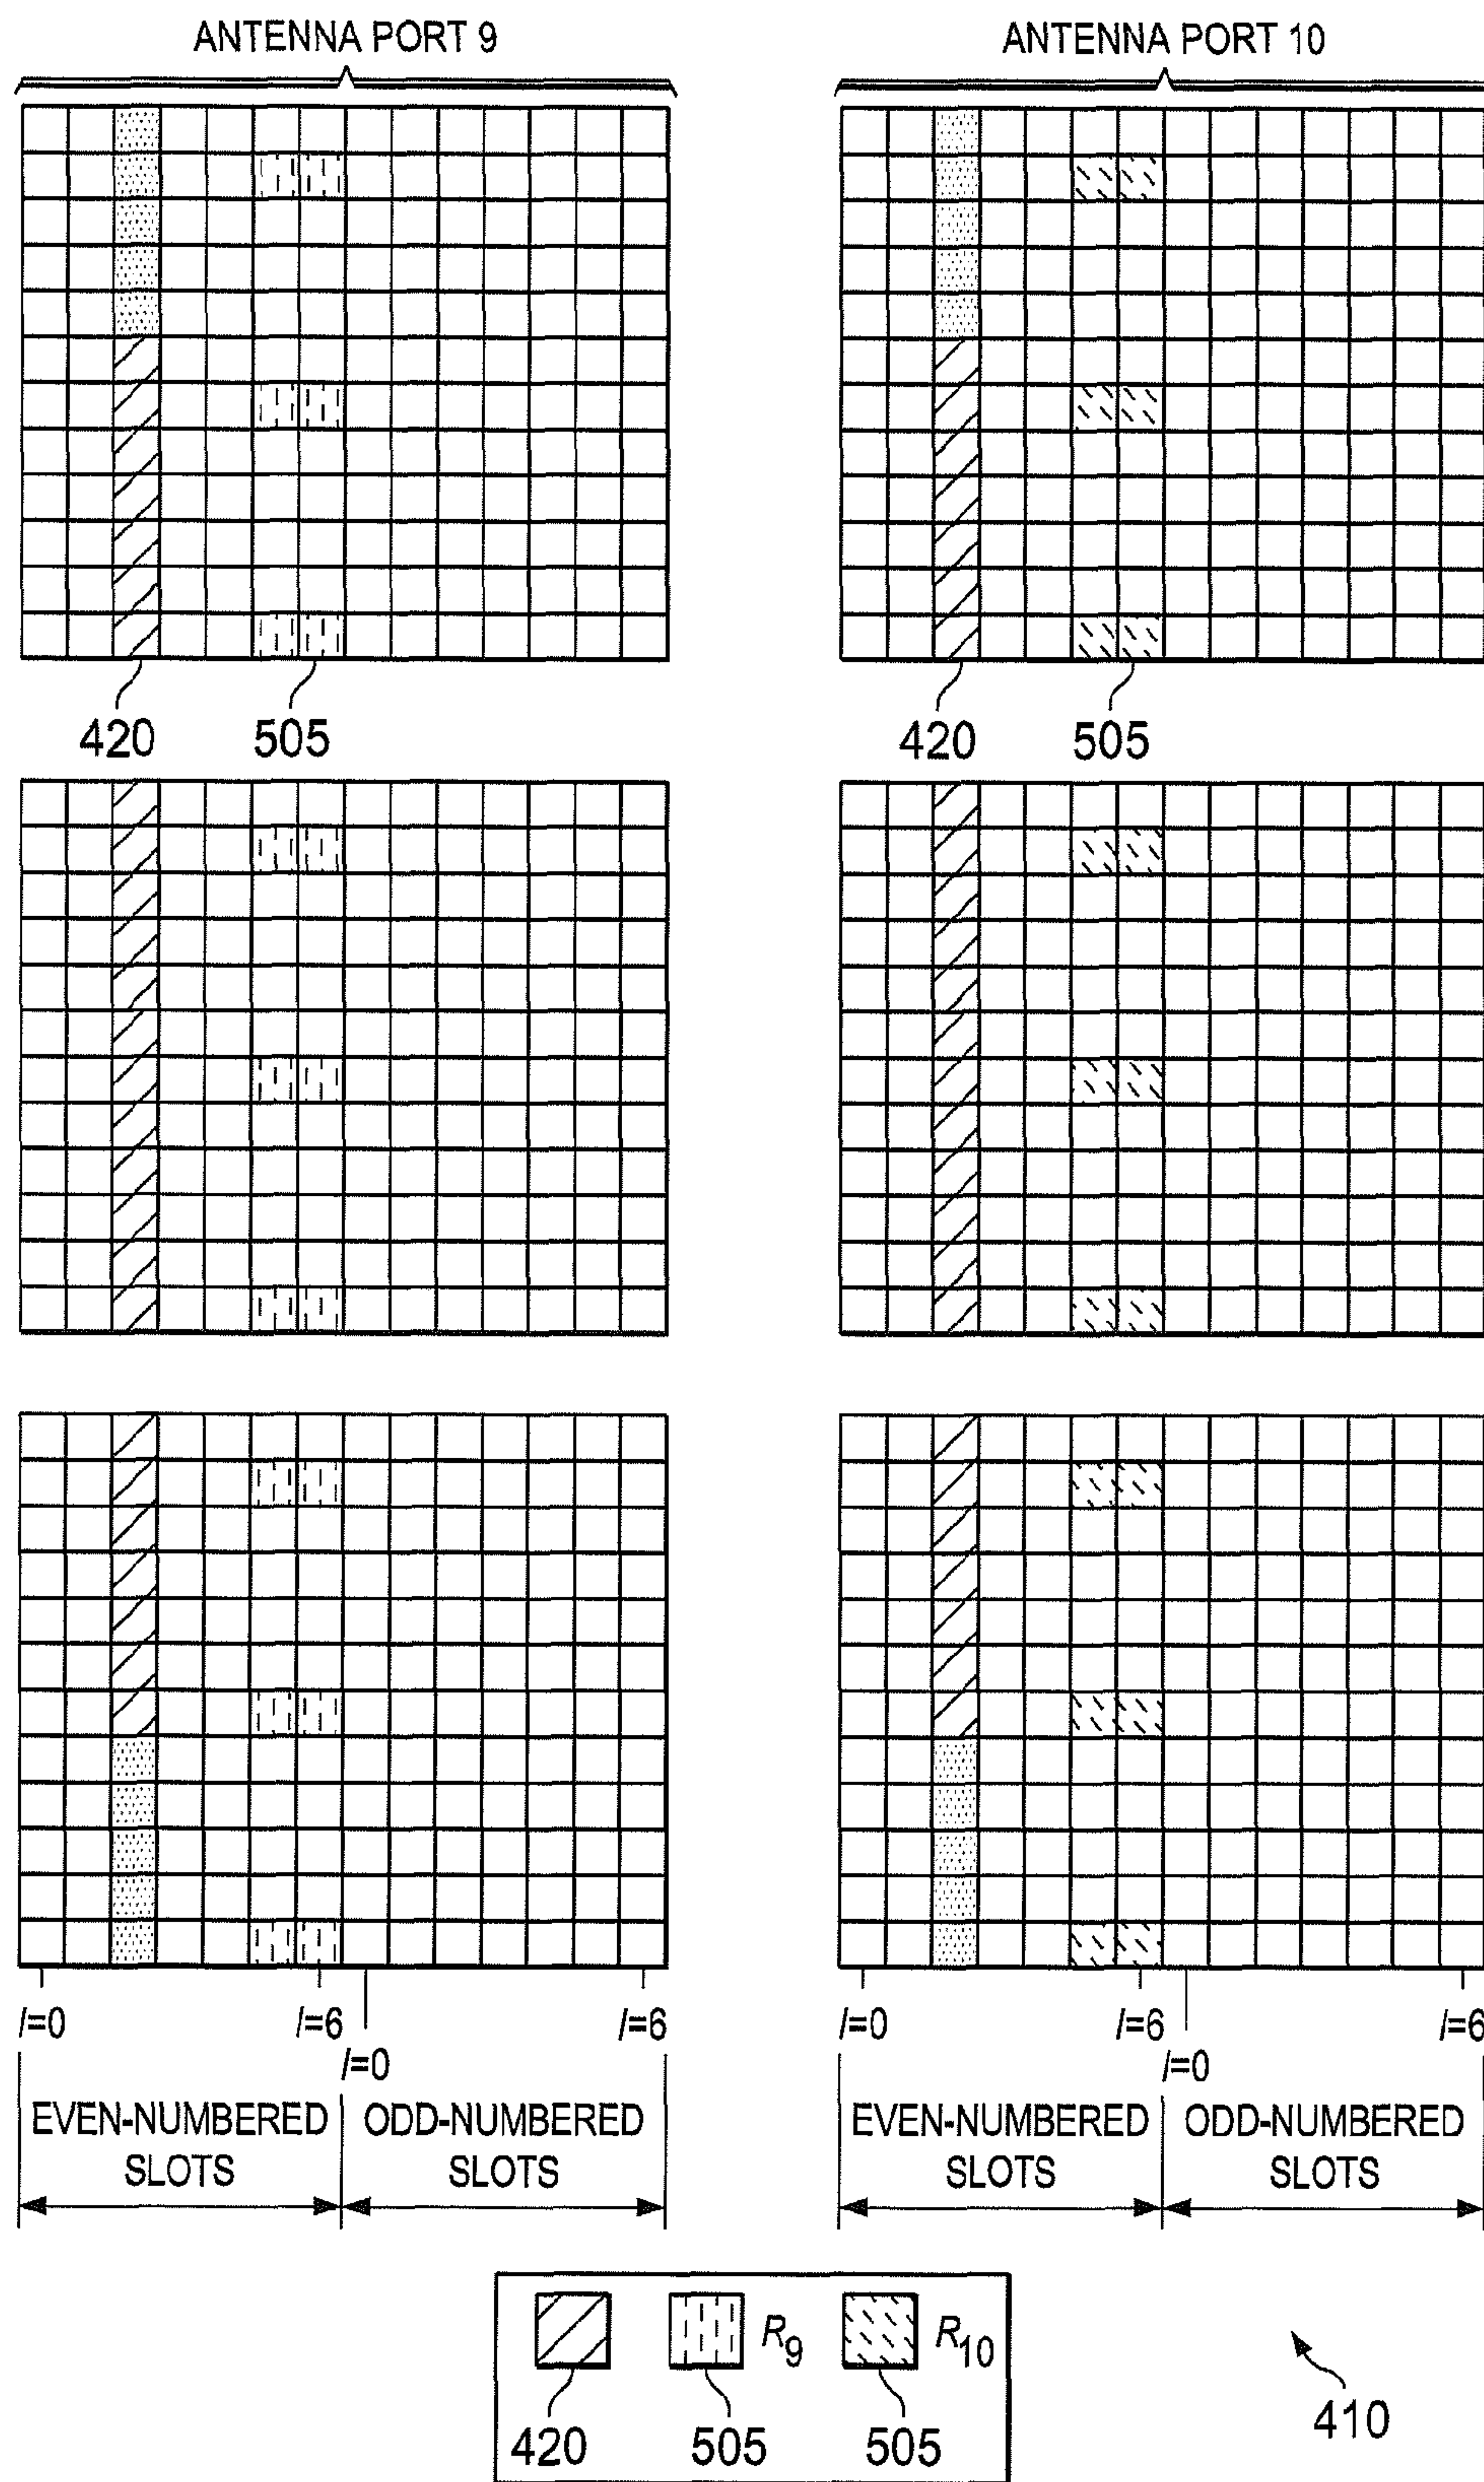 ANTENNA PORT 9
ANTENNA PORT 10
420
505
420
505
l=0
l=6
l=0
l=6
l=0
l=6
l=0
l=6
EVEN-NUMBERED
SLOTS
ODD-NUMBERED
SLOTS
EVEN-NUMBERED
SLOTS
ODD-NUMBERED
SLOTS
R9
R10
420
505
505
410